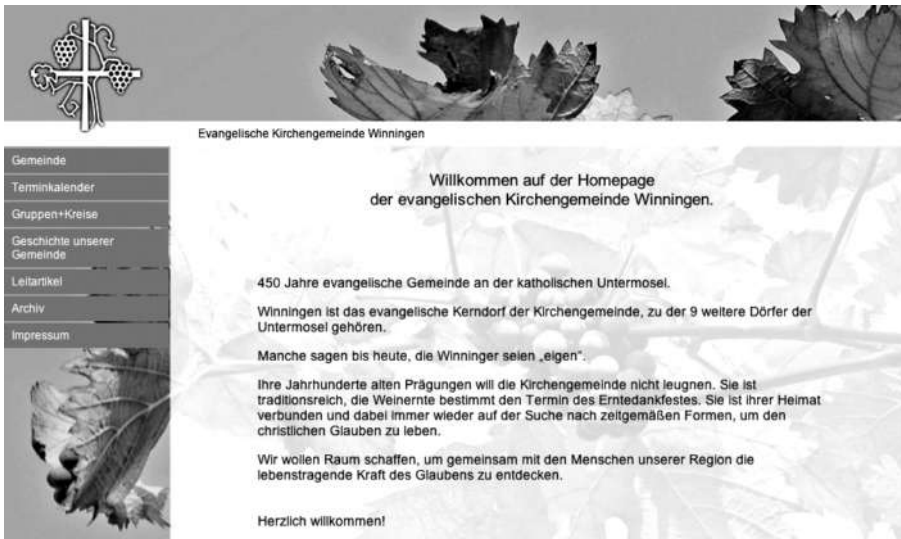 Evangelische Kirchengemeinde Winningen
Gemeinde
Terminkalender
Gruppen+Kreise
Geschichte unserer
Gemeinde
Leitartikel
Archiv
Impressum
Willkommen auf der Homepage
der evangelischen Kirchengemeinde Winningen.
450 Jahre evangelische Gemeinde an der katholischen Untermosel.
Winningen ist das evangelische Kerndorf der Kirchengemeinde, zu der 9 weitere Dörfer der
Untermosel gehören.
Manche sagen bis heute, die Winninger seien „eigen“.
Ihre Jahrhunderte alten Prägungen will die Kirchengemeinde nicht leugnen. Sie ist
traditionsreich, die Weinernte bestimmt den Termin des Erntedankfestes. Sie ist ihrer Heimat
verbunden und dabei immer wieder auf der Suche nach zeitgemäßen Formen, um den
christlichen Glauben zu leben.
Wir wollen Raum schaffen, um gemeinsam mit den Menschen unserer Region die
lebenstragende Kraft des Glaubens zu entdecken.
Herzlich willkommen!